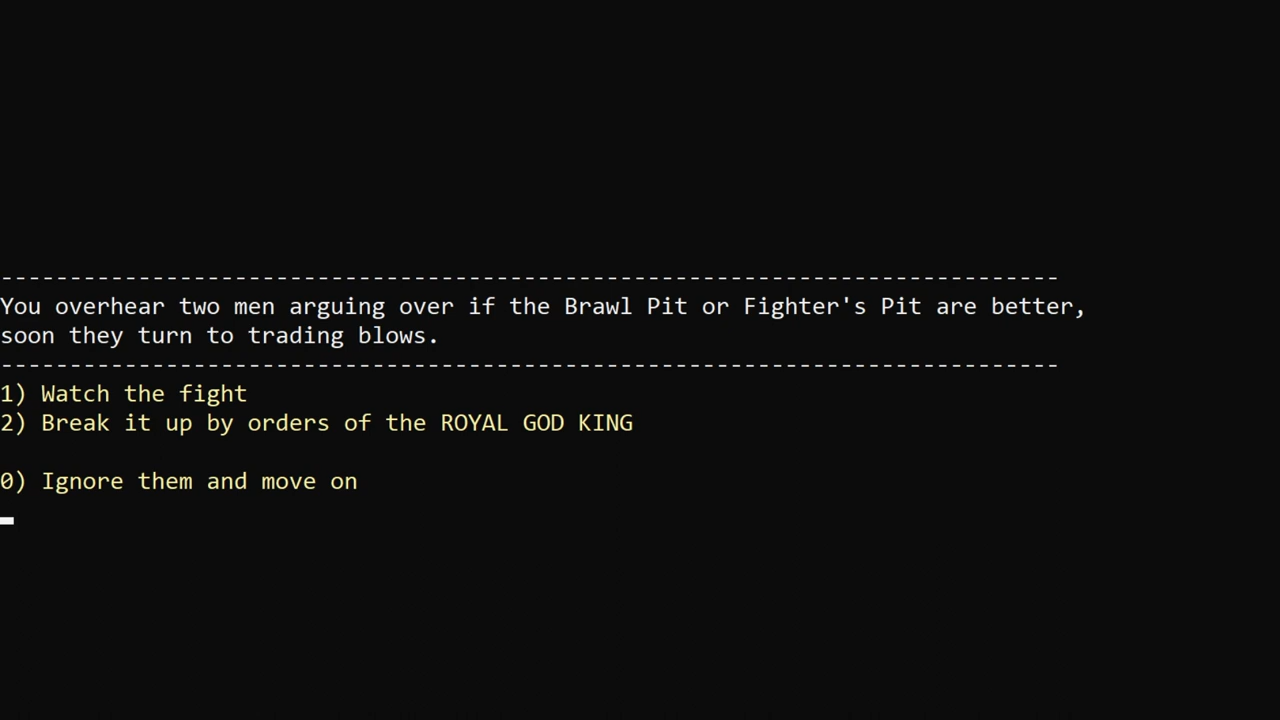 -----------------------------------------------------------------------------
You overhear two men arguing over if the Brawl Pit or Fighter's Pit are better,
soon they turn to trading blows.
-----------------------------------------------------------------------------
1) Watch the fight
2) Break it up by orders of the ROYAL GOD KING
0) Ignore them and move on